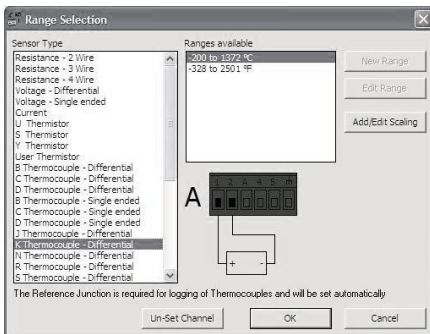 Range Selection
Sensor Type
Resistance - 2 Wire
Resistance - 3 Wire
Resistance - 4 Wire
Voltage - Differential
Voltage - Single ended
Current
U Thermistor
S Thermistor
Y Thermistor
User Thermistor
B Thermocouple - Differential
C Thermocouple - Differential
D Thermocouple - Differential
B Thermocouple - Single ended
C Thermocouple - Single ended
D Thermocouple - Single ended
J Thermocouple - Differential
K Thermocouple - Differential
N Thermocouple - Differential
R Thermocouple - Differential
S Thermocouple - Differential
Ranges available
-200 to 1372 ºC
-328 to 2501 ºF
New Range
Edit Range
Add/Edit Scaling
A
1 2 A 4 5
+ -
The Reference Junction is required for logging of Thermocouples and will be set automatically
Un-Set Channel
OK
Cancel